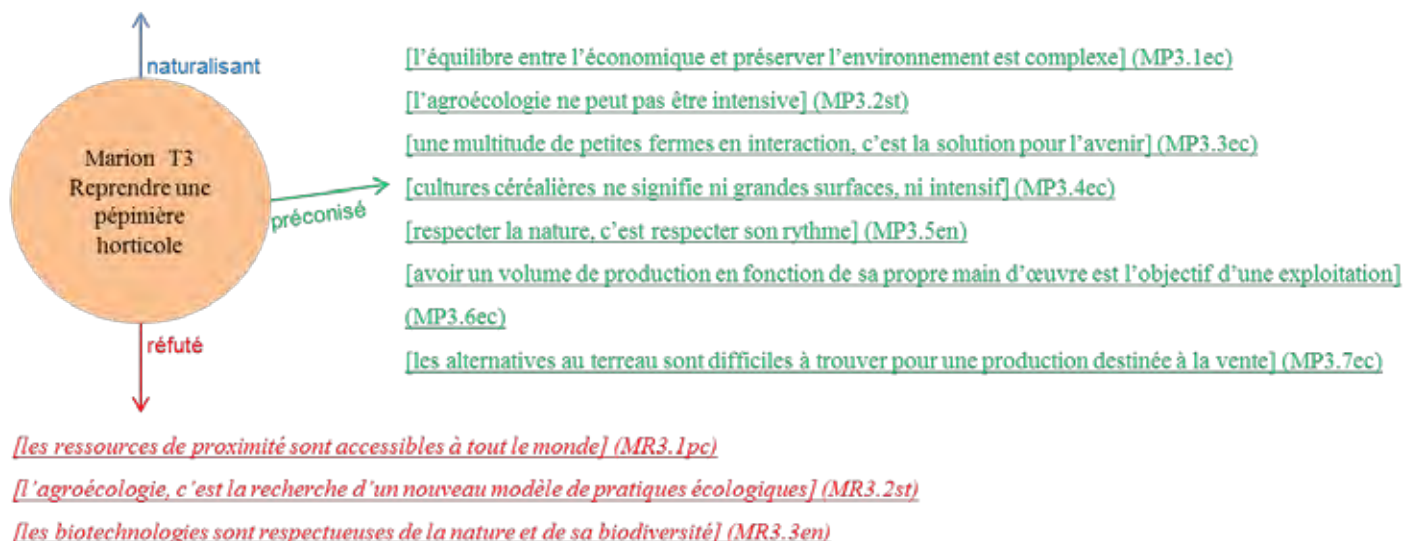 naturalisant
Marion T3
Reprendre une
pépinière
horticole
préconisé
[l'équilibre entre l'économique et préserver l'environnement est complexe] (MP3.1ec)
[l'agroécologie ne peut pas être intensive] (MP3.2st)
[une multitude de petites fermes en interaction, c'est la solution pour l'avenir] (MP3.3ec)
[cultures céréalières ne signifie ni grandes surfaces, ni intensif] (MP3.4ec)
[respecter la nature, c'est respecter son rythme] (MP3.5en)
[avoir un volume de production en fonction de sa propre main d'œuvre est l'objectif d'une exploitation]
(MP3.6ec)
[les alternatives au terreau sont difficiles à trouver pour une production destinée à la vente] (MP3.7ec)
réfuté
[les ressources de proximité sont accessibles à tout le monde] (MR3.1pc)
[l'agroécologie, c'est la recherche d'un nouveau modèle de pratiques écologiques] (MR3.2st)
[les biotechnologies sont respectueuses de la nature et de sa biodiversité] (MR3.3en)